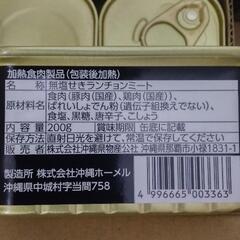 加熱食肉製品(包装後加熱)
名称 無塩せきランチョンミート
原材料名 食肉(豚肉(国産)、鶏肉(国産))、
ばれいしょでん粉(遺伝子組換えでない)、
食塩、黒糖、唐辛子、こしょう
内容量 200g 賞味期限 缶底に記載
保存方法 直射日光を避けて、常温で保存してください
販売者 株式会社沖縄県物産公社 沖縄県那覇市小禄1831-1
製造所 株式会社沖縄ホーメル
沖縄県中城村字当間758
4 996665 003363